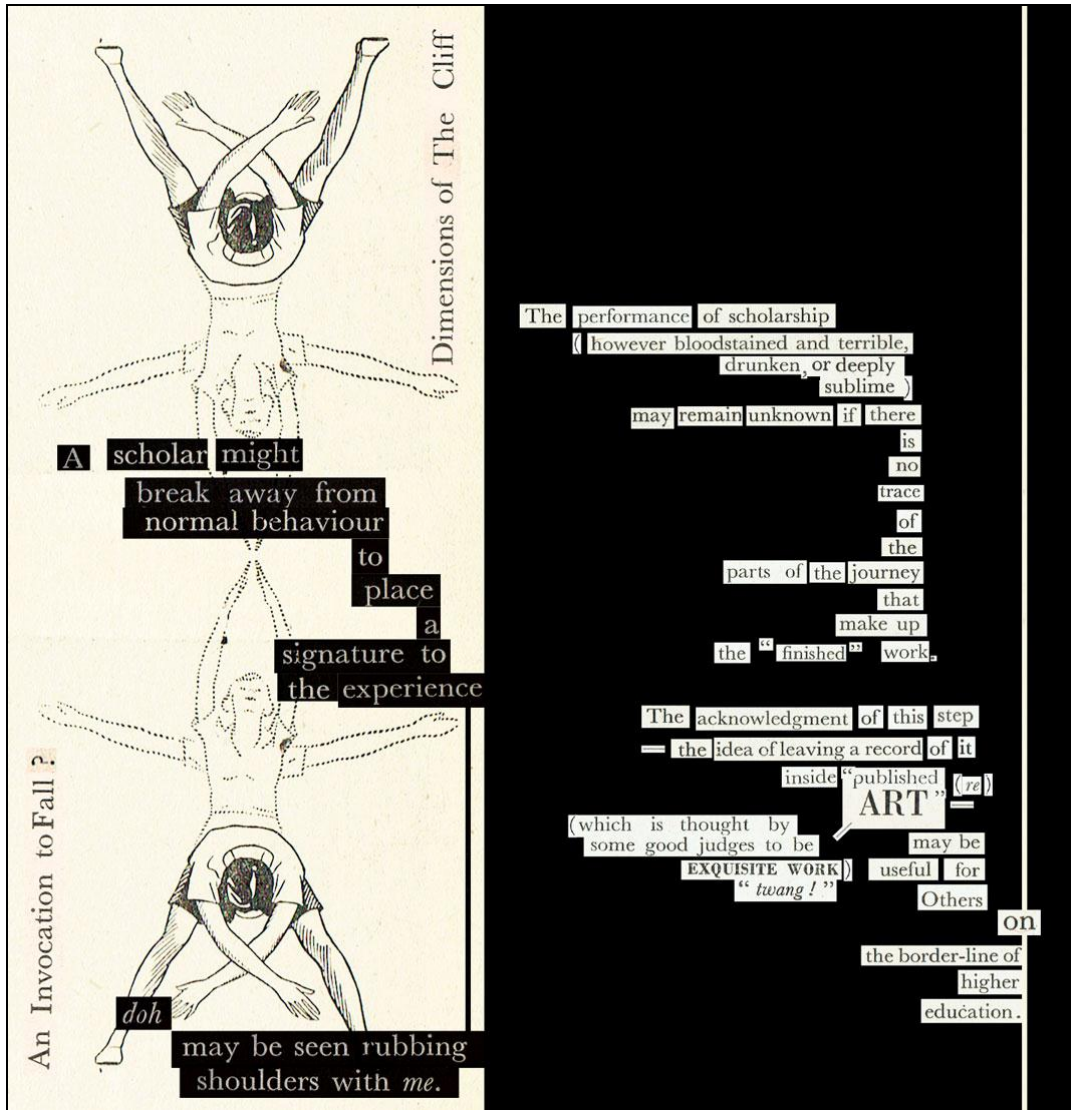 Dimensions of The Cliff
A scholar might
break away from
normal behaviour
to
place
a
signature to
the experience
An Invocation to Fall ?
doh
may be seen rubbing
shoulders with me.
The performance of scholarship
( however bloodstained and terrible,
drunken, or deeply
sublime )
may remain unknown if there
is
no
trace
of
the
parts of the journey
that
make up
the “ finished ” work.
The acknowledgment of this step
— the idea of leaving a record of it
inside “published (re)
ART” —
(which is thought by
some good judges to be
EXQUISITE WORK)
“ twang ! ”
may be
useful for
Others
on
the border-line of
higher
education.